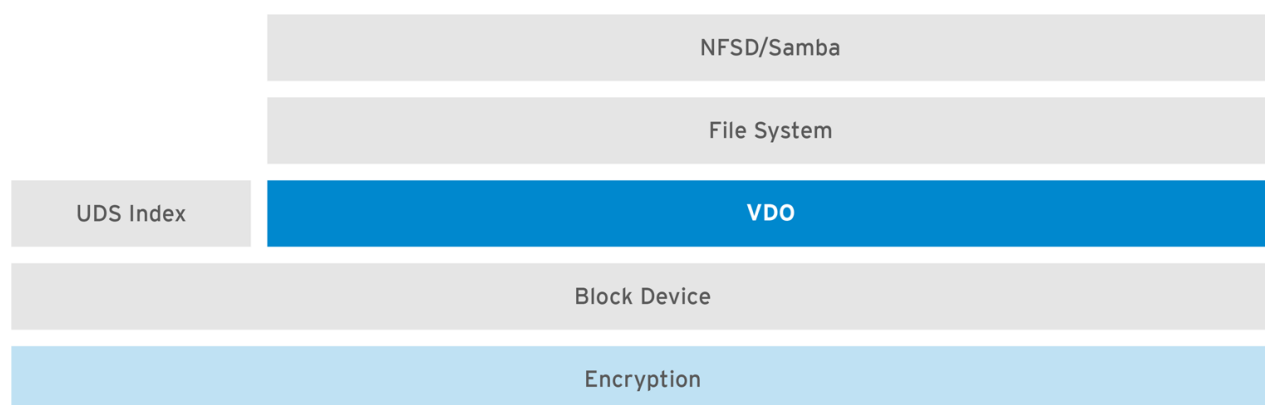 NFSD/Samba
File System
UDS Index
VDO
Block Device
Encryption